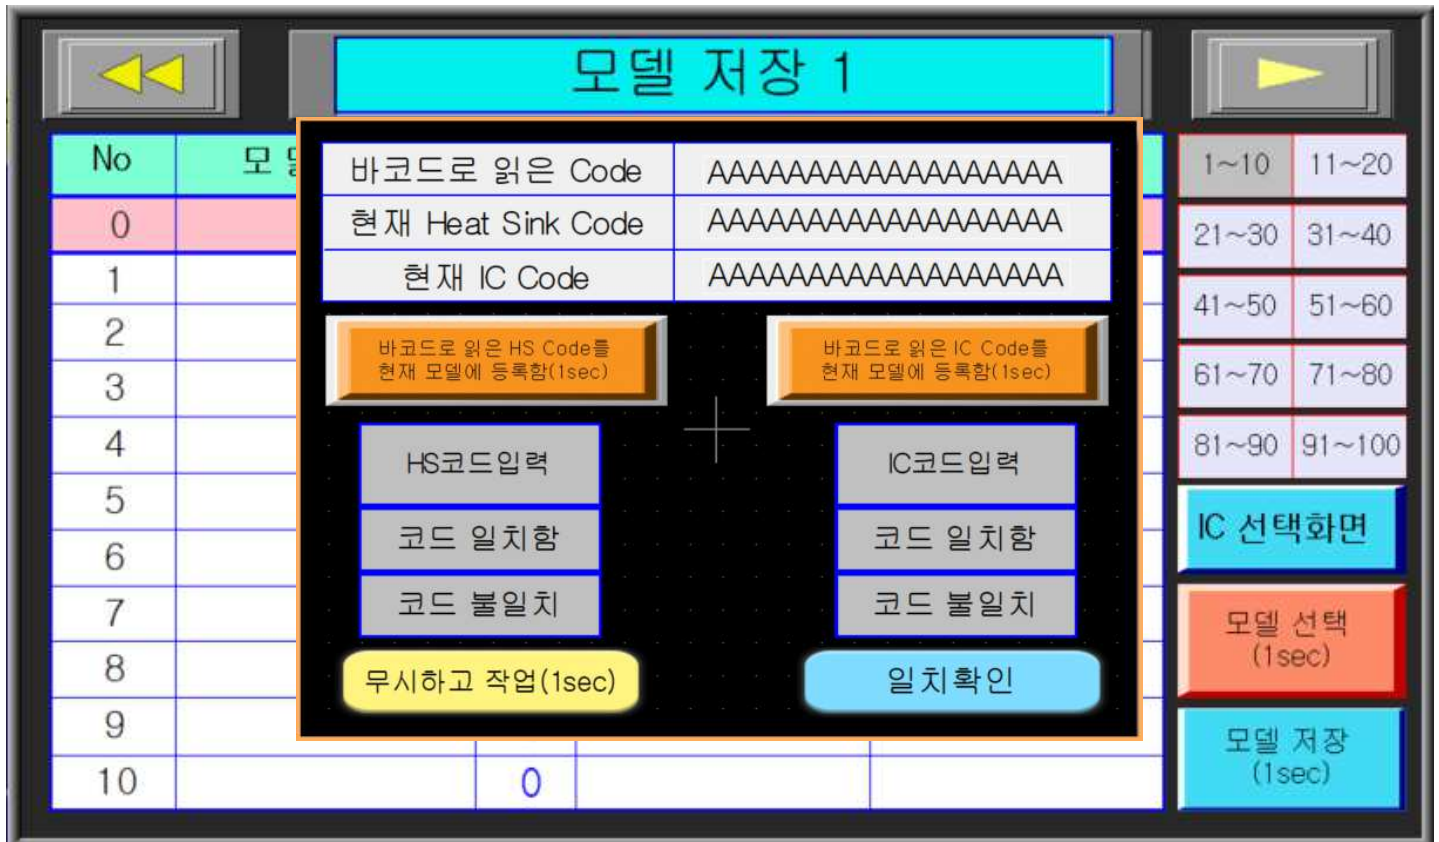 모델 저장 1
No 모
바코드로 읽은 Code AAAAAAAAAAAAAAAAAAA
현재 Heat Sink Code AAAAAAAAAAAAAAAAAAA
현재 IC Code AAAAAAAAAAAAAAAAAAA
바코드로 읽은 HS Code를
현재 모델에 등록함(1sec)
바코드로 읽은 IC Code를
현재 모델에 등록함(1sec)
HS코드입력 IC코드입력
코드 일치함 코드 일치함
코드 불일치 코드 불일치
무시하고 작업(1sec) 일치확인
0
1
2
3
4
5
6
7
8
9
10 0
1~10 11~20
21~30 31~40
41~50 51~60
61~70 71~80
81~90 91~100
IC 선택화면
모델 선택
(1sec)
모델 저장
(1sec)